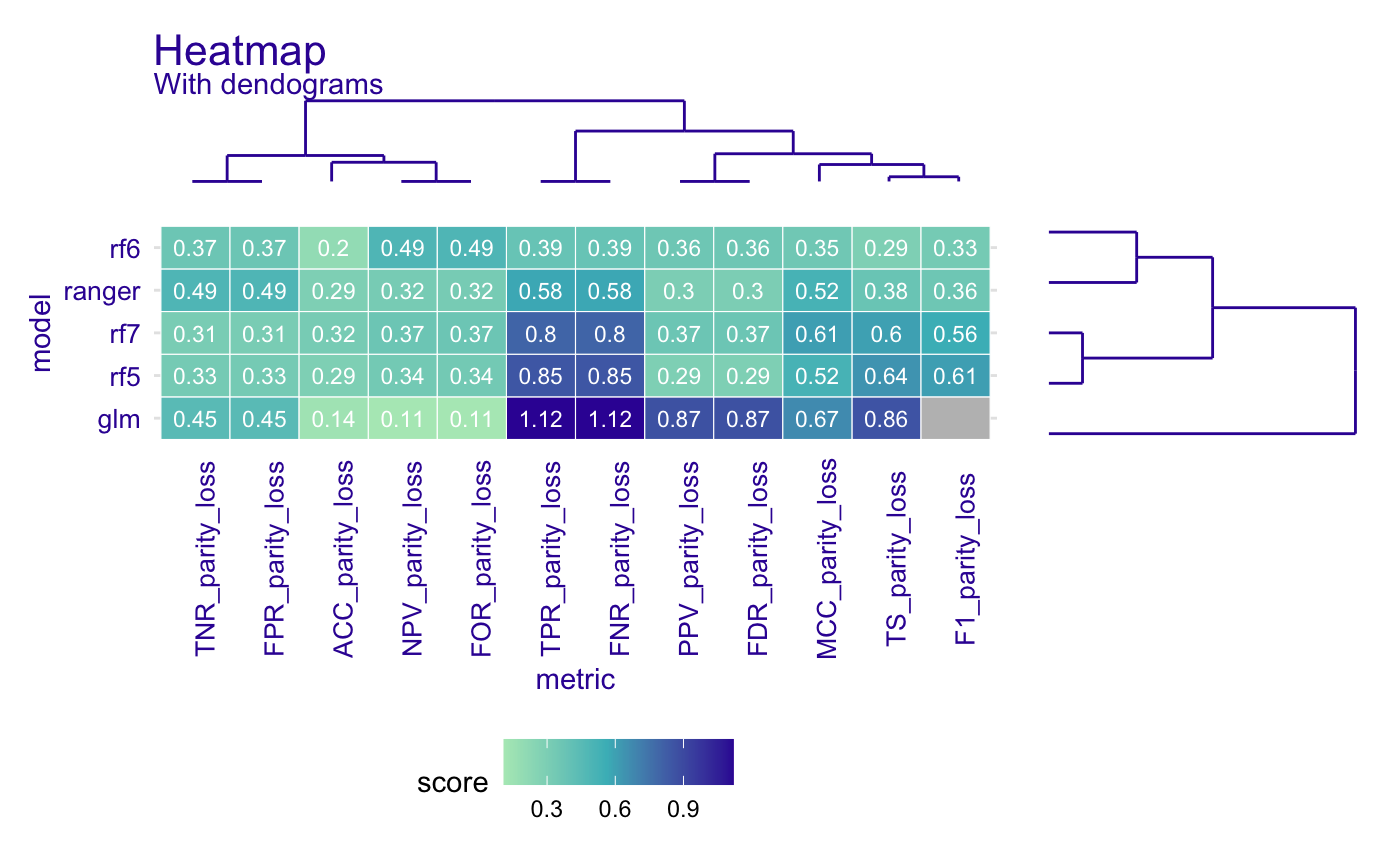 Heatmap
With dendograms
rf6 0.37 0.37 0.2 0.49 0.49 0.39 0.39 0.36 0.36 0.35 0.29 0.33
ranger 0.49 0.49 0.29 0.32 0.32 0.58 0.58 0.3 0.3 0.52 0.38 0.36
rf7 0.31 0.31 0.32 0.37 0.37 0.8 0.8 0.37 0.37 0.61 0.6 0.56
rf5 0.33 0.33 0.29 0.34 0.34 0.85 0.85 0.29 0.29 0.52 0.64 0.61
glm 0.45 0.45 0.14 0.11 0.11 1.12 1.12 0.87 0.87 0.67 0.86
model
TNR_parity_loss
FPR_parity_loss
ACC_parity_loss
NPV_parity_loss
FOR_parity_loss
TPR_parity_loss
FNR_parity_loss
PPV_parity_loss
FDR_parity_loss
MCC_parity_loss
TS_parity_loss
F1_parity_loss
metric
score
0.3 0.6 0.9